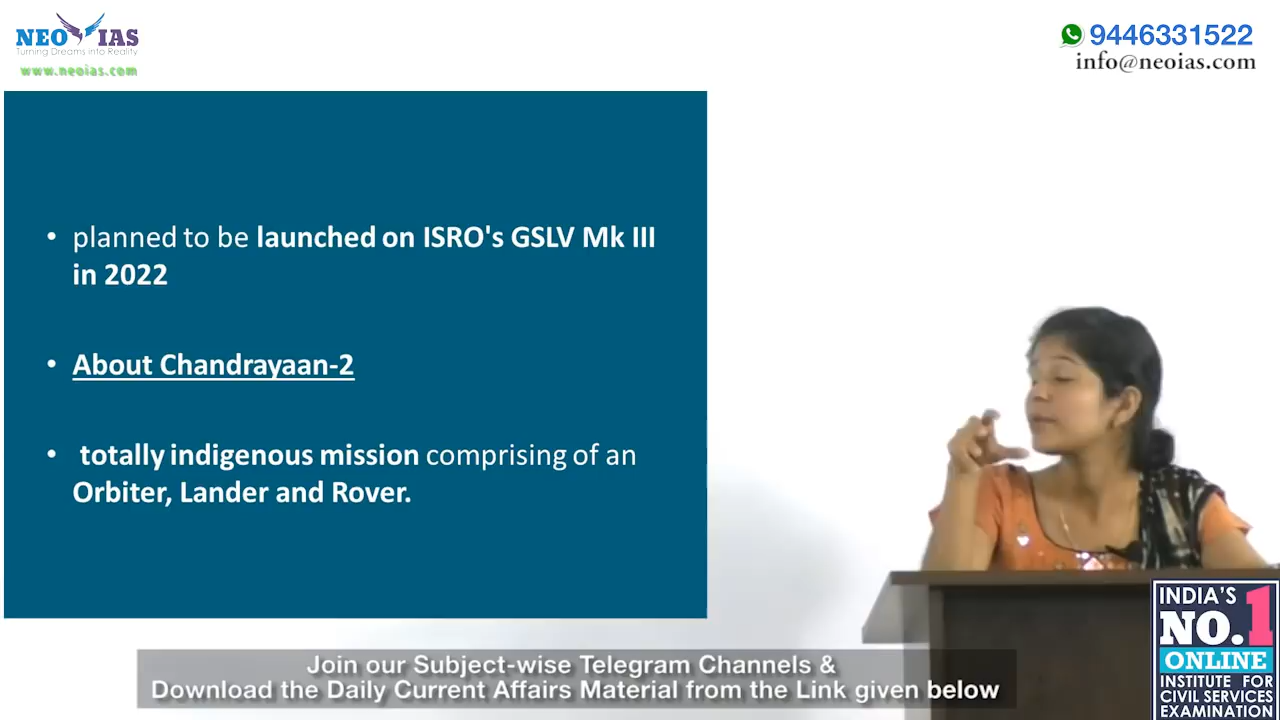 NEO IAS
Turning Dreams into Reality
www.neoias.com
9446331522
info@neoias.com
• planned to be launched on ISRO's GSLV Mk III
in 2022
• About Chandrayaan-2
• totally indigenous mission comprising of an
Orbiter, Lander and Rover.
INDIA'S
NO.1
ONLINE
INSTITUTE FOR
CIVIL SERVICES
EXAMINATION
Join our Subject-wise Telegram Channels &
Download the Daily Current Affairs Material from the Link given below